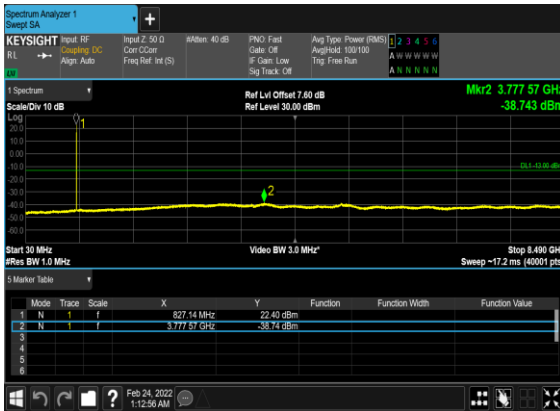 Spectrum Analyzer 1
Swept SA
+
KEYSIGHT Input: RF Input Z: 50 Ω #Atten: 40 dB PNO: Fast Avg Type: Power (RMS) 1 2 3 4 5 6
RL Coupling: DC Corr CCorr Gate: Off Avg|Hold: 100/100 A W W W W W
Align: Auto Freq Ref: Int (S) IF Gain: Low Trig: Free Run
Sig Track: Off A N N N N N
1 Spectrum
Ref Lvl Offset 7.60 dB Mkr2 3.777 57 GHz
Scale/Div 10 dB Ref Level 30.00 dBm -38.743 dBm
Log
20.0
10.0
0.00
-10.0 DL1 -13.00 dBm
-20.0
-30.0
-40.0
-50.0
-60.0
1
2
Start 30 MHz Video BW 3.0 MHz* Stop 8.490 GHz
#Res BW 1.0 MHz Sweep ~17.2 ms (40001 pts)
5 Marker Table
Mode Trace Scale X Y Function Function Width Function Value
1 N 1 f 827.14 MHz 22.40 dBm
2 N 1 f 3.777 57 GHz -38.74 dBm
3
4
5
6
? Feb 24, 2022
1:12:56 AM